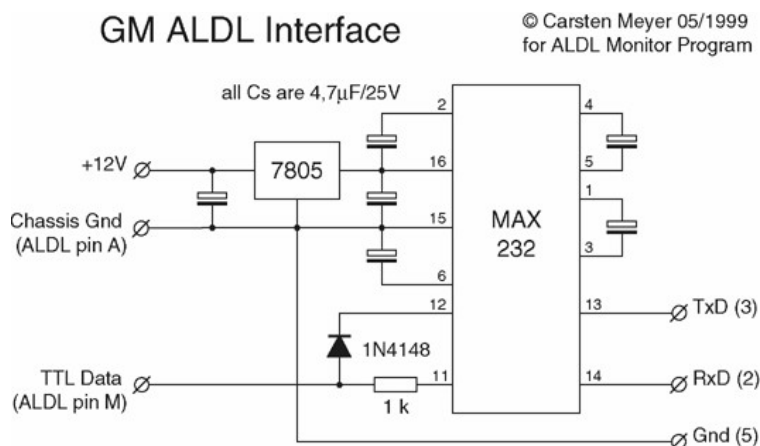 GM ALDL Interface
© Carsten Meyer 05/1999
for ALDL Monitor Program
all Cs are 4,7µF/25V
2
4
+12V
7805
16
5
1
Chassis Gnd
(ALDL pin A)
15
MAX
232
3
6
12
13
TxD (3)
1N4148
TTL Data
(ALDL pin M)
11
1 k
14
RxD (2)
Gnd (5)